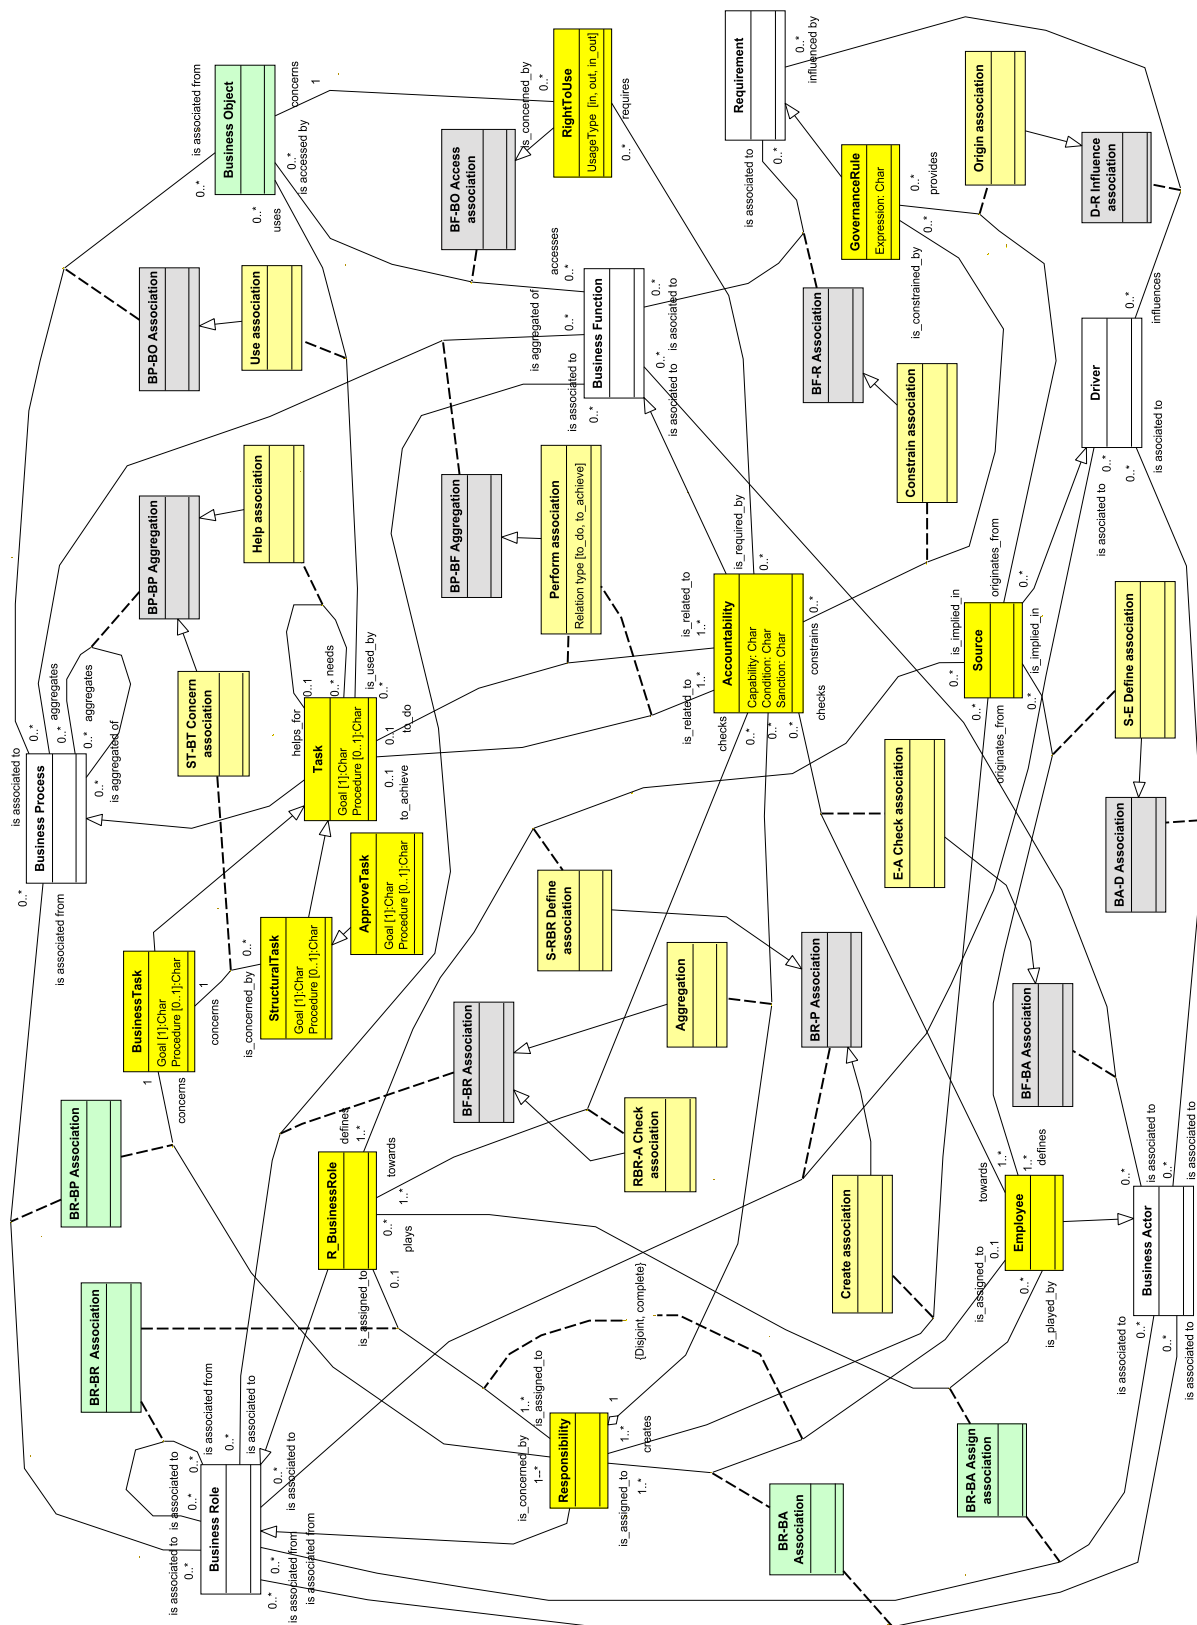 is associated from
0..*
Business Object
concerns
1
0..*
is accessed by
0..*
uses
BP-BO Association
Use association
BF-BO Access
association
is_concerned_by
0..*
RightToUse
UsageType [in, out, in_out]
requires
0..*
Requirement
0..*
influenced by
is associated to
0..*
GovernanceRule
Expression: Char
0..*
provides
0..*
is_constrained_by
Origin association
D-R Influence
association
accesses
0..*
is aggregated of
0..*
Business Function
is associated to
0..*
0..*
is asociated to
0..*
is asociated to
BF-R Association
Constrain association
0..*
influences
Driver
0..*
is asociated to
0..*
is asociated to
BP-BP Aggregation
Help association
BP-BF Aggregation
Perform association
Relation type [to_do, to_achieve]
ST-BT Concern
association
is associated to
0..*
aggregates
0..*
aggregates
0..*
0..*
is aggregated of
Business Process
0..*
is associated from
helps_for
0..1
0..* needs
is_used_by
0..*
Task
Goal [1]:Char
Procedure [0..1]:Char
to_do
0..1
0..1
to_achieve
is_related_to
1..*
is_related_to
1..*
is_required_by
0..*
Accountability
Capability: Char
Condition: Char
Sanction: Char
0..*
constrains
checks
0..*
0..*
0..*
checks
is_implied_in
0..*
originates_from
0..*
Source
is_implied_in
0..*
originates_from
S-E Define association
BA-D Association
E-A Check association
BusinessTask
Goal [1]:Char
Procedure [0..1]:Char
1
concerns
1
concerns
0..*
is_concerned_by
StructuralTask
Goal [1]:Char
Procedure [0..1]:Char
ApproveTask
Goal [1]:Char
Procedure [0..1]:Char
S-RBR Define
association
Aggregation
BF-BR Association
RBR-A Check
association
BR-P Association
BF-BA Association
Create association
BR-BP Association
BR-BR Association
defines
1..*
R_BusinessRole
towards
1..*
0..*
plays
is_assigned_to
0..1
towards
1..*
1..*
defines
Employee
is_assigned_to
0..1
0..*
is_played_by
0..*
is associated to
0..*
is associated to
Business Actor
is associated to
0..*
0..*
is associated to
{Disjoint, complete}
is associated from
0..*
is associated to
0..*
0..*
is associated to
0..*
is associated to
Business Role
is associated to
0..*
0..*
is associated from
0..*
is associated from
1..*
is_assigned_to
is_concerned_by
1--*
Responsibility
1
1..*
creates
is_assigned_to
1..*
BR-BA
Association
BR-BA Assign
association